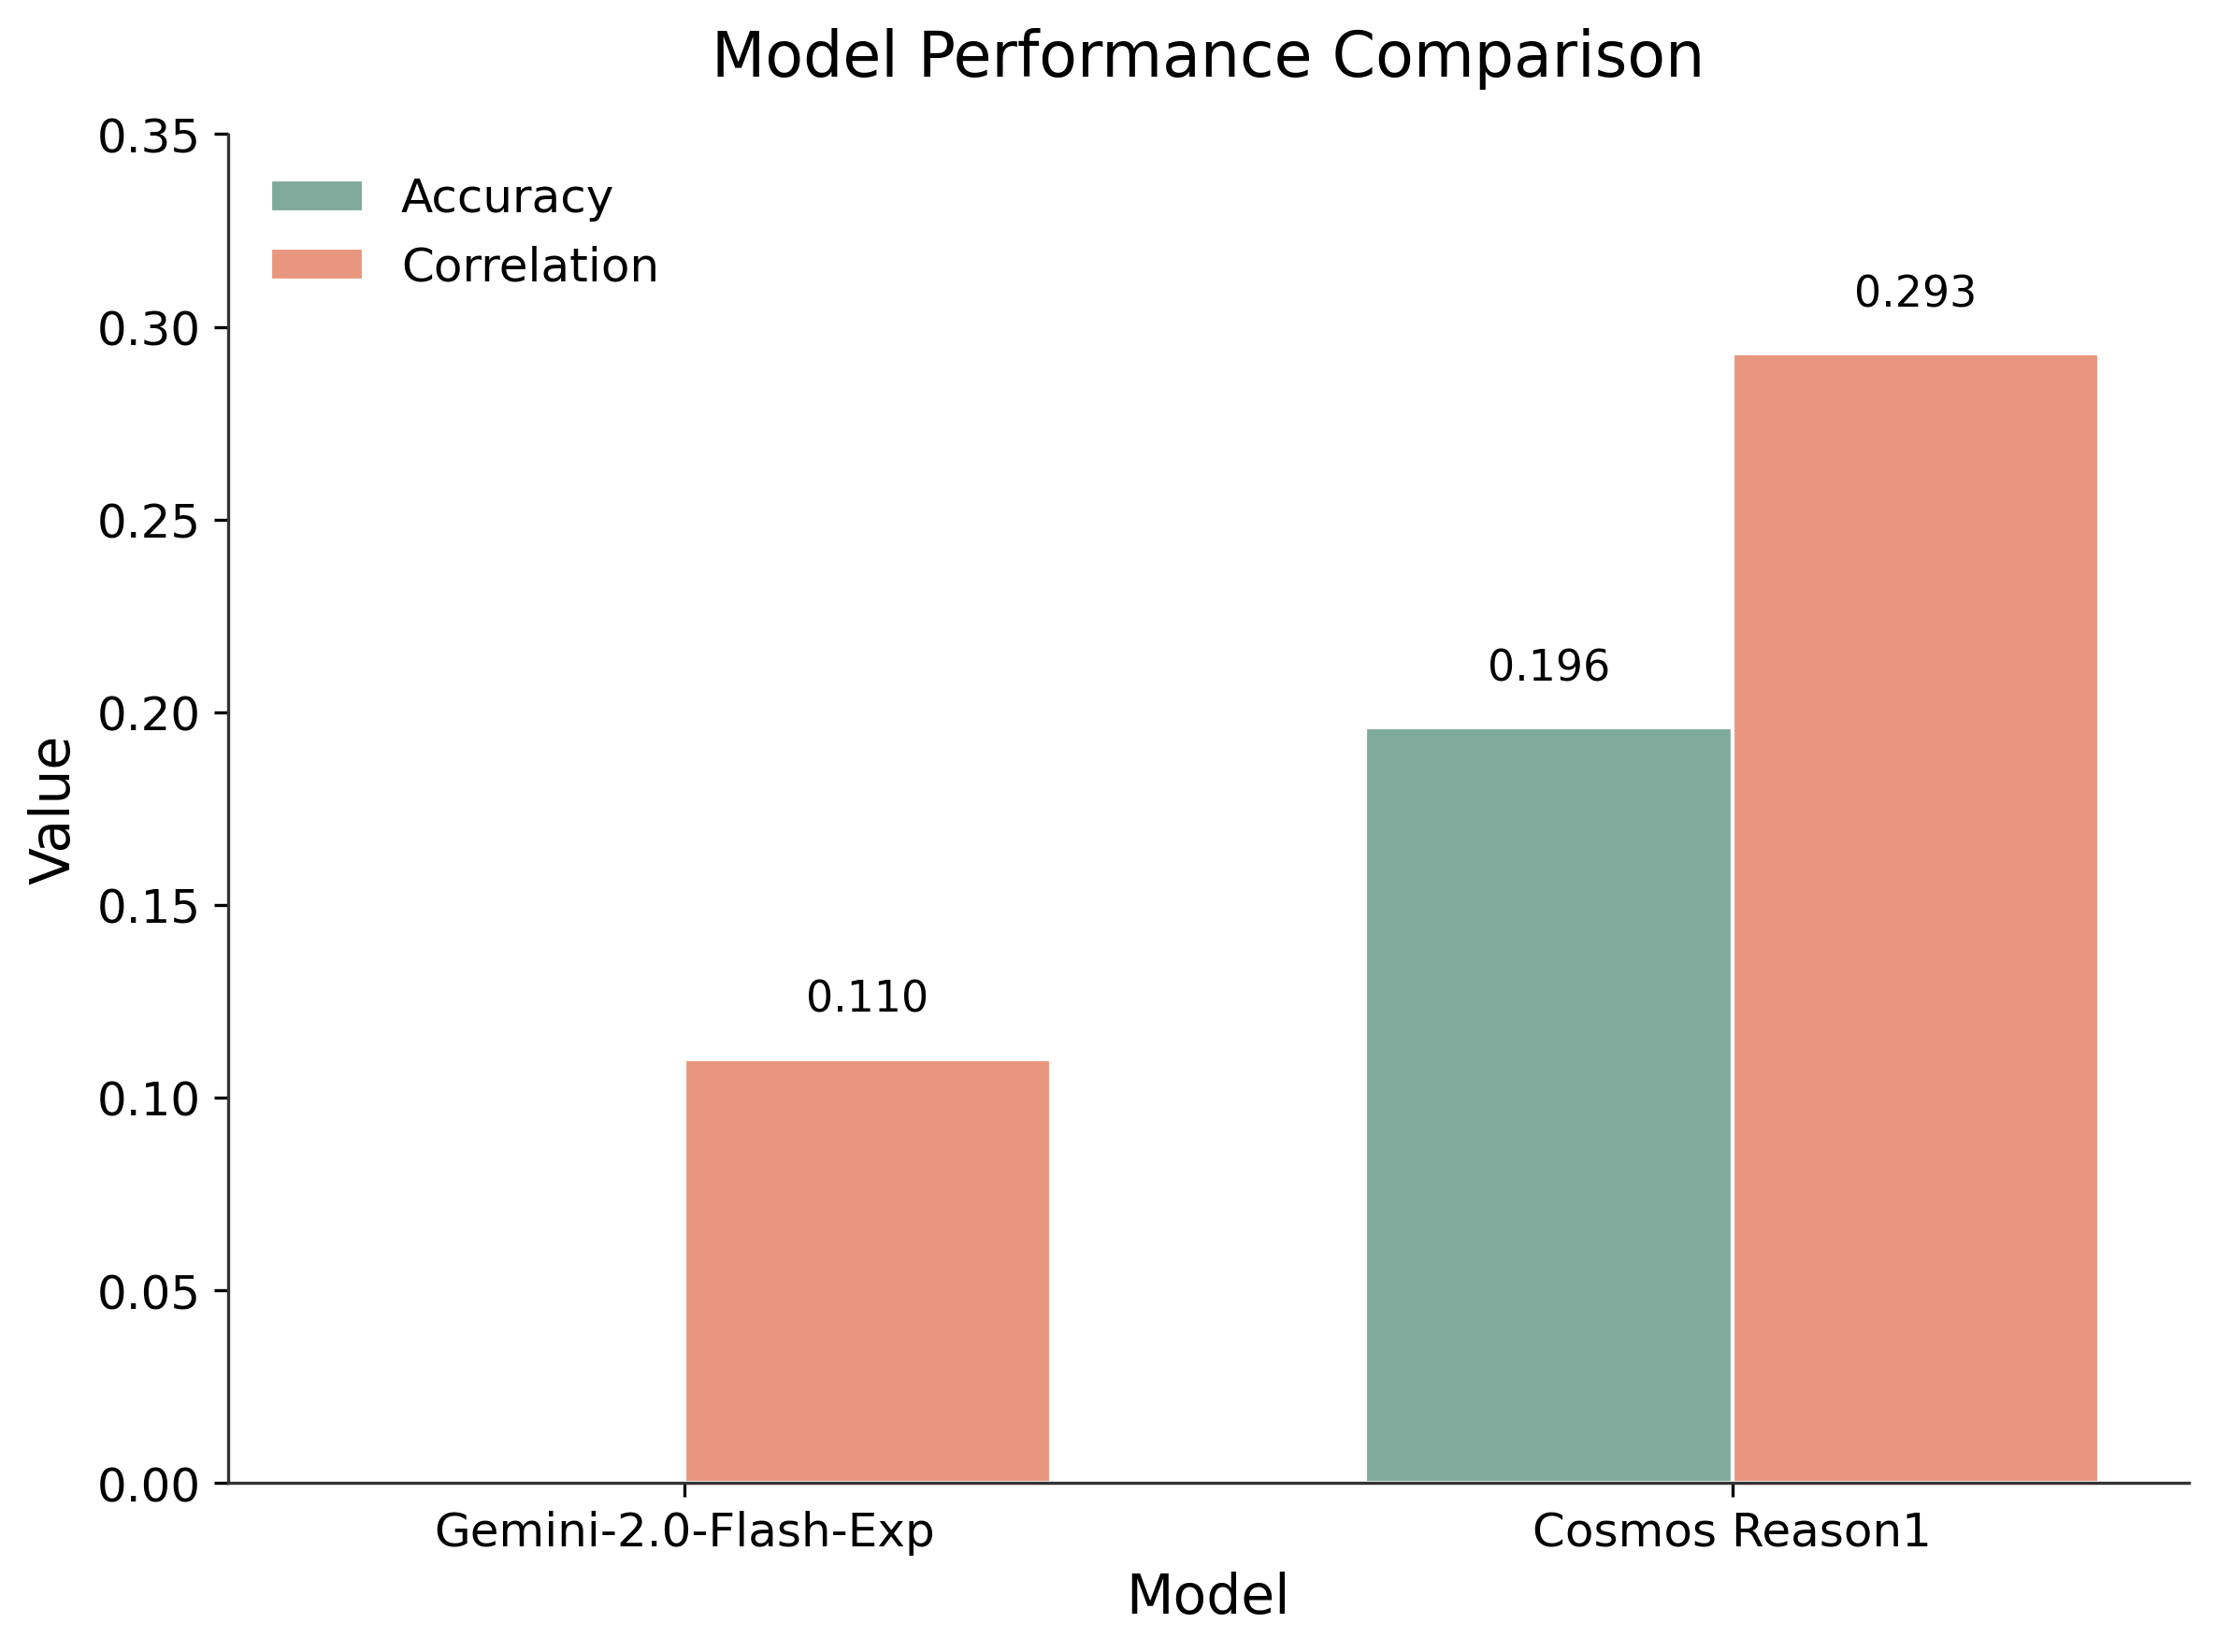 Model Performance Comparison
0.35
0.30
0.25
0.20
0.15
0.10
0.05
0.00
Value
Accuracy
Correlation
0.110
0.196
0.293
Gemini-2.0-Flash-Exp
Cosmos Reason1
Model